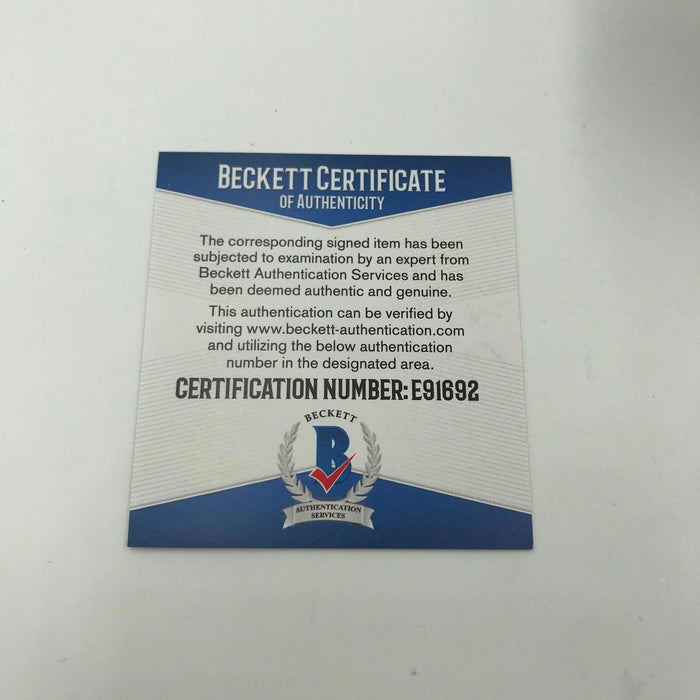 BECKETT CERTIFICATE
OF AUTHENTICITY
The corresponding signed item has been
subjected to examination by an expert from
Beckett Authentication Services and has
been deemed authentic and genuine.
This authentication can be verified by
visiting www.beckett-authentication.com
and utilizing the below authentication
number in the designated area.
CERTIFICATION NUMBER: E91692
BECKETT
B
AUTHENTICATION
SERVICES